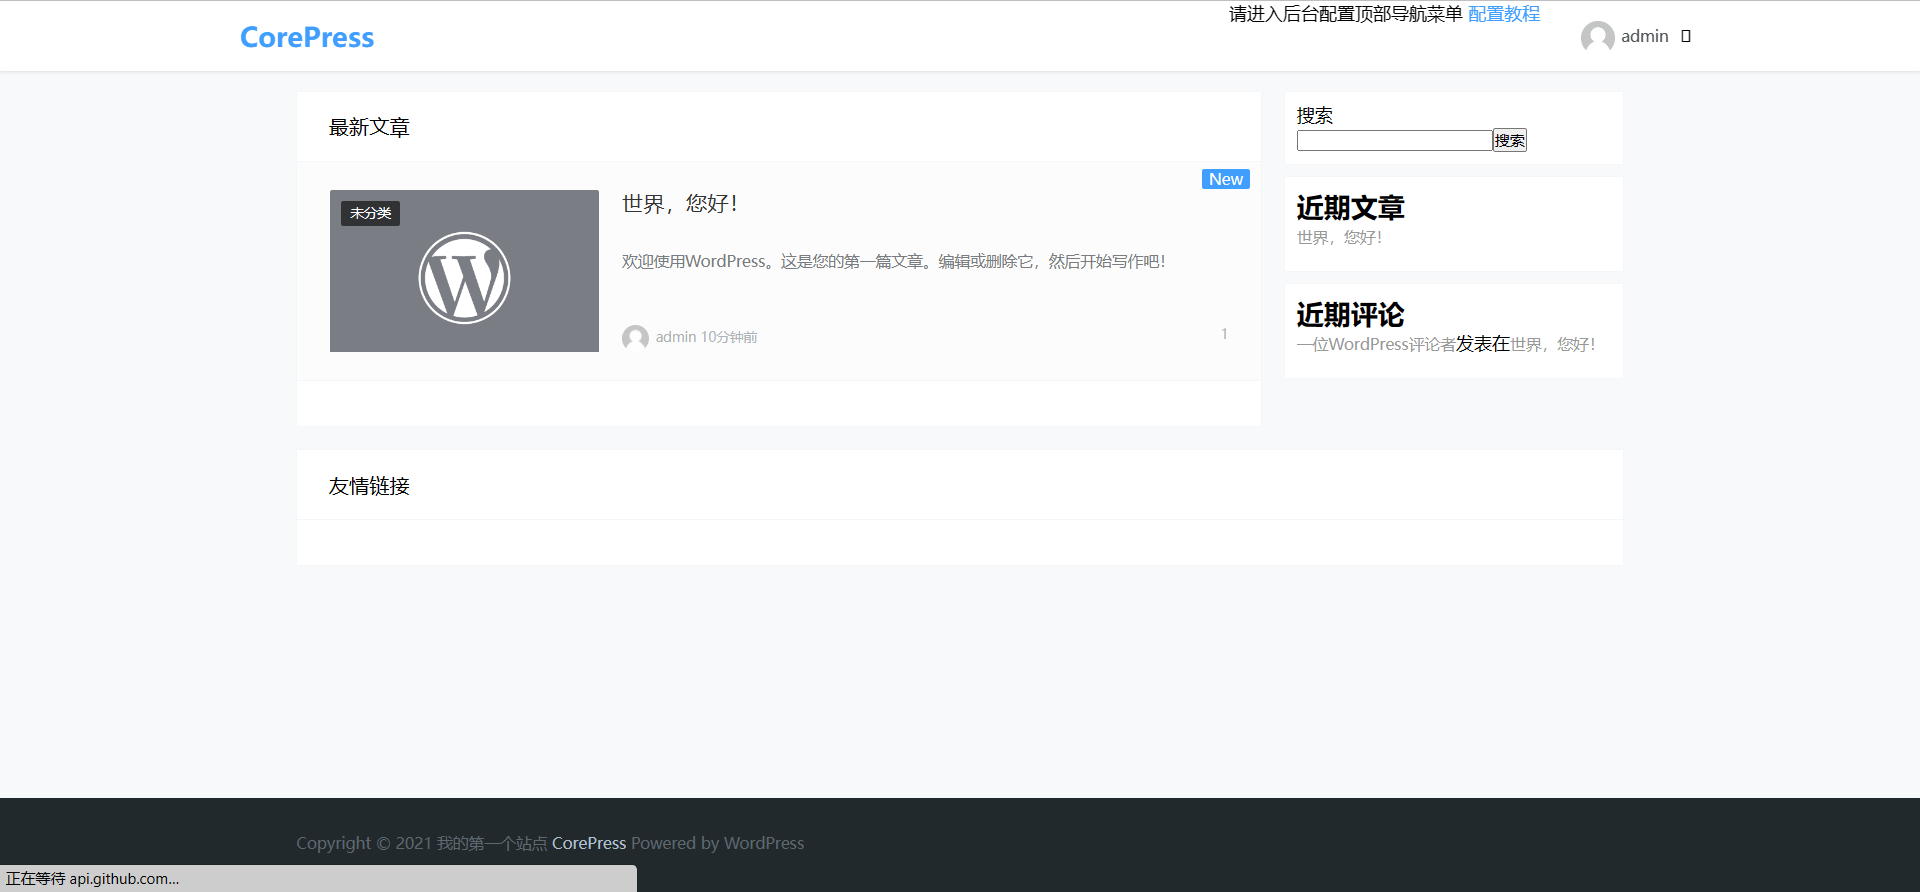 CorePress
请进入后台配置顶部导航菜单 配置教程
admin
最新文章
未分类
New
世界，您好！
欢迎使用WordPress。这是您的第一篇文章。编辑或删除它，然后开始写作吧！
admin 10分钟前
1
搜索
搜索
近期文章
世界，您好！
近期评论
一位WordPress评论者发表在世界，您好！
友情链接
Copyright © 2021 我的第一个站点 CorePress Powered by WordPress
正在等待 api.github.com...